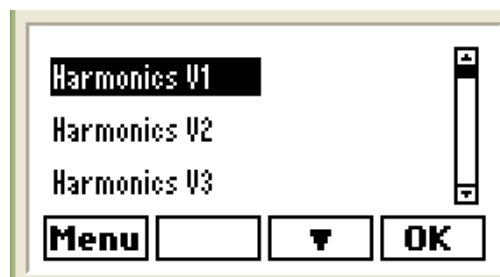 Harmonics V1
Harmonics V2
Harmonics V3
Menu ▼ OK